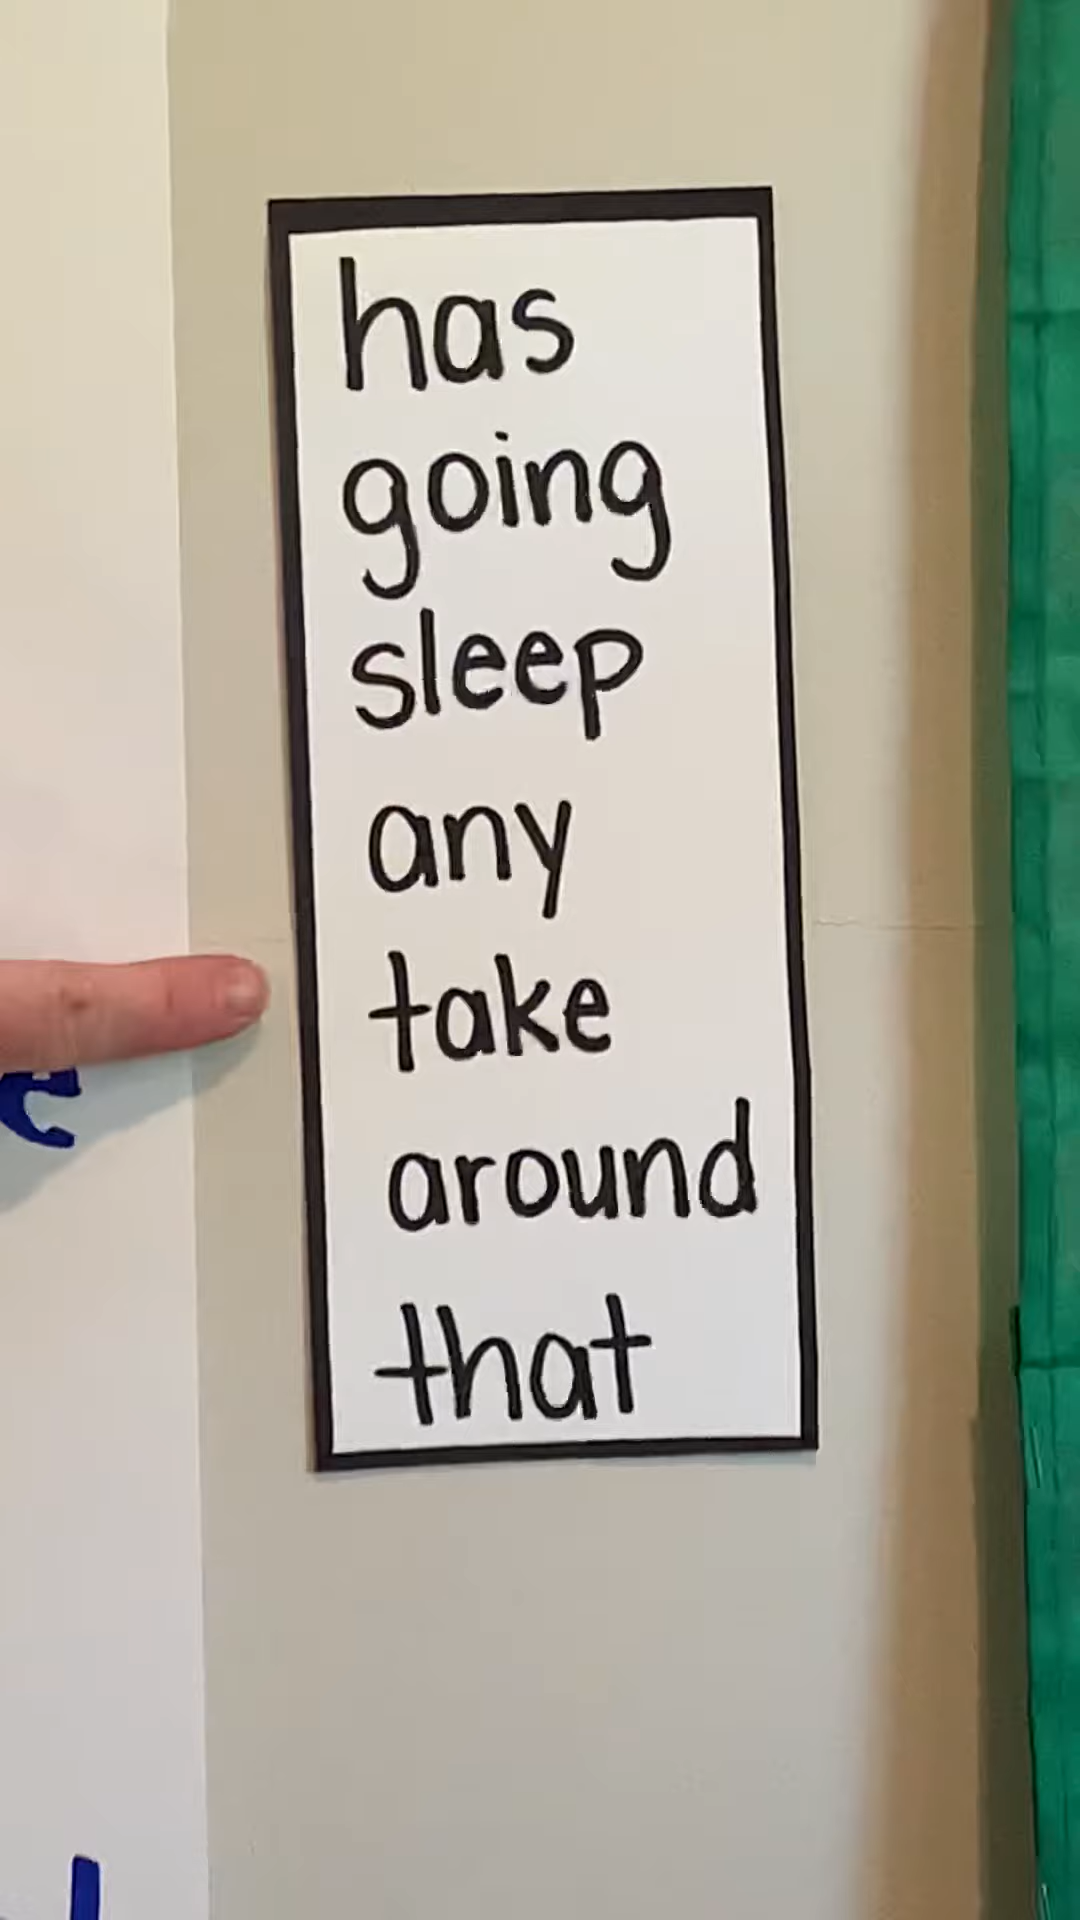 has
going
sleep
any
take
around
that